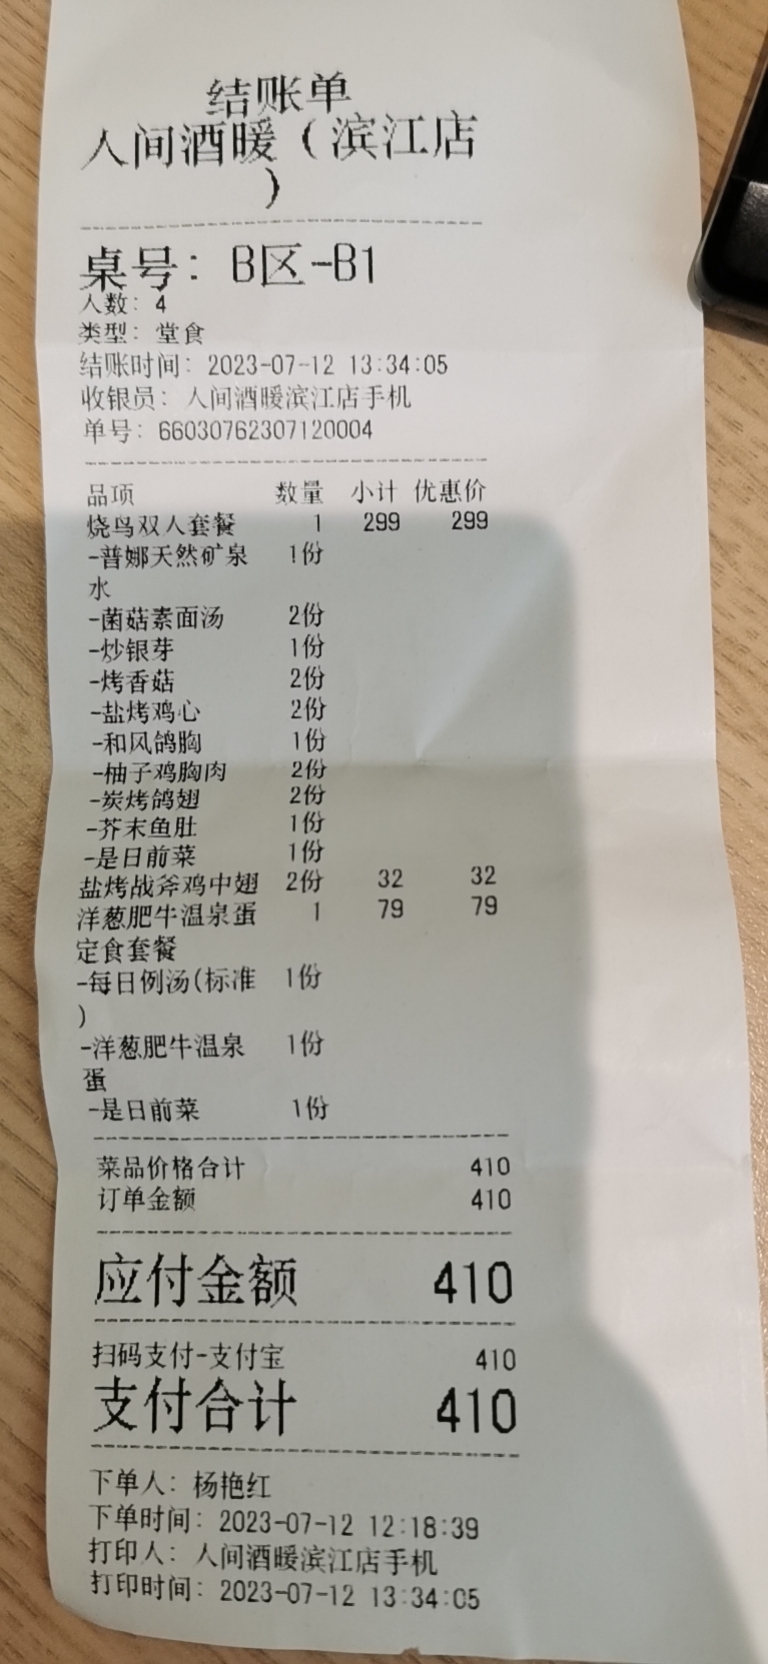 结账单
人间酒暖（滨江店
）
桌号：B区-B1
人数：4
类型：堂食
结账时间：2023-07-12 13:34:05
收银员：人间酒暖滨江店手机
单号：66030762307120004
品项 数量 小计 优惠价
烧鸟双人套餐 1 299 299
-普娜天然矿泉 1份
水
-菌菇素面汤 2份
-炒银芽 1份
-烤香菇 2份
-盐烤鸡心 2份
-和风鸽胸 1份
-柚子鸡胸肉 2份
-炭烤鸽翅 2份
-芥末鱼肚 1份
-是日前菜 1份
盐烤战斧鸡中翅 2份 32 32
洋葱肥牛温泉蛋 1 79 79
定食套餐
-每日例汤(标准 1份
)
-洋葱肥牛温泉 1份
蛋
-是日前菜 1份
菜品价格合计 410
订单金额 410
应付金额 410
扫码支付-支付宝 410
支付合计 410
下单人：杨艳红
下单时间：2023-07-12 12:18:39
打印人：人间酒暖滨江店手机
打印时间：2023-07-12 13:34:05